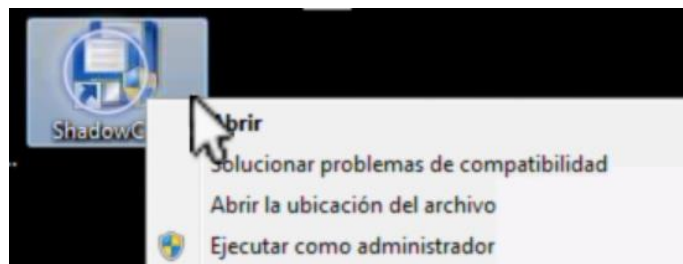 ShadowC
Abrir
Solucionar problemas de compatibilidad
Abrir la ubicación del archivo
Ejecutar como administrador